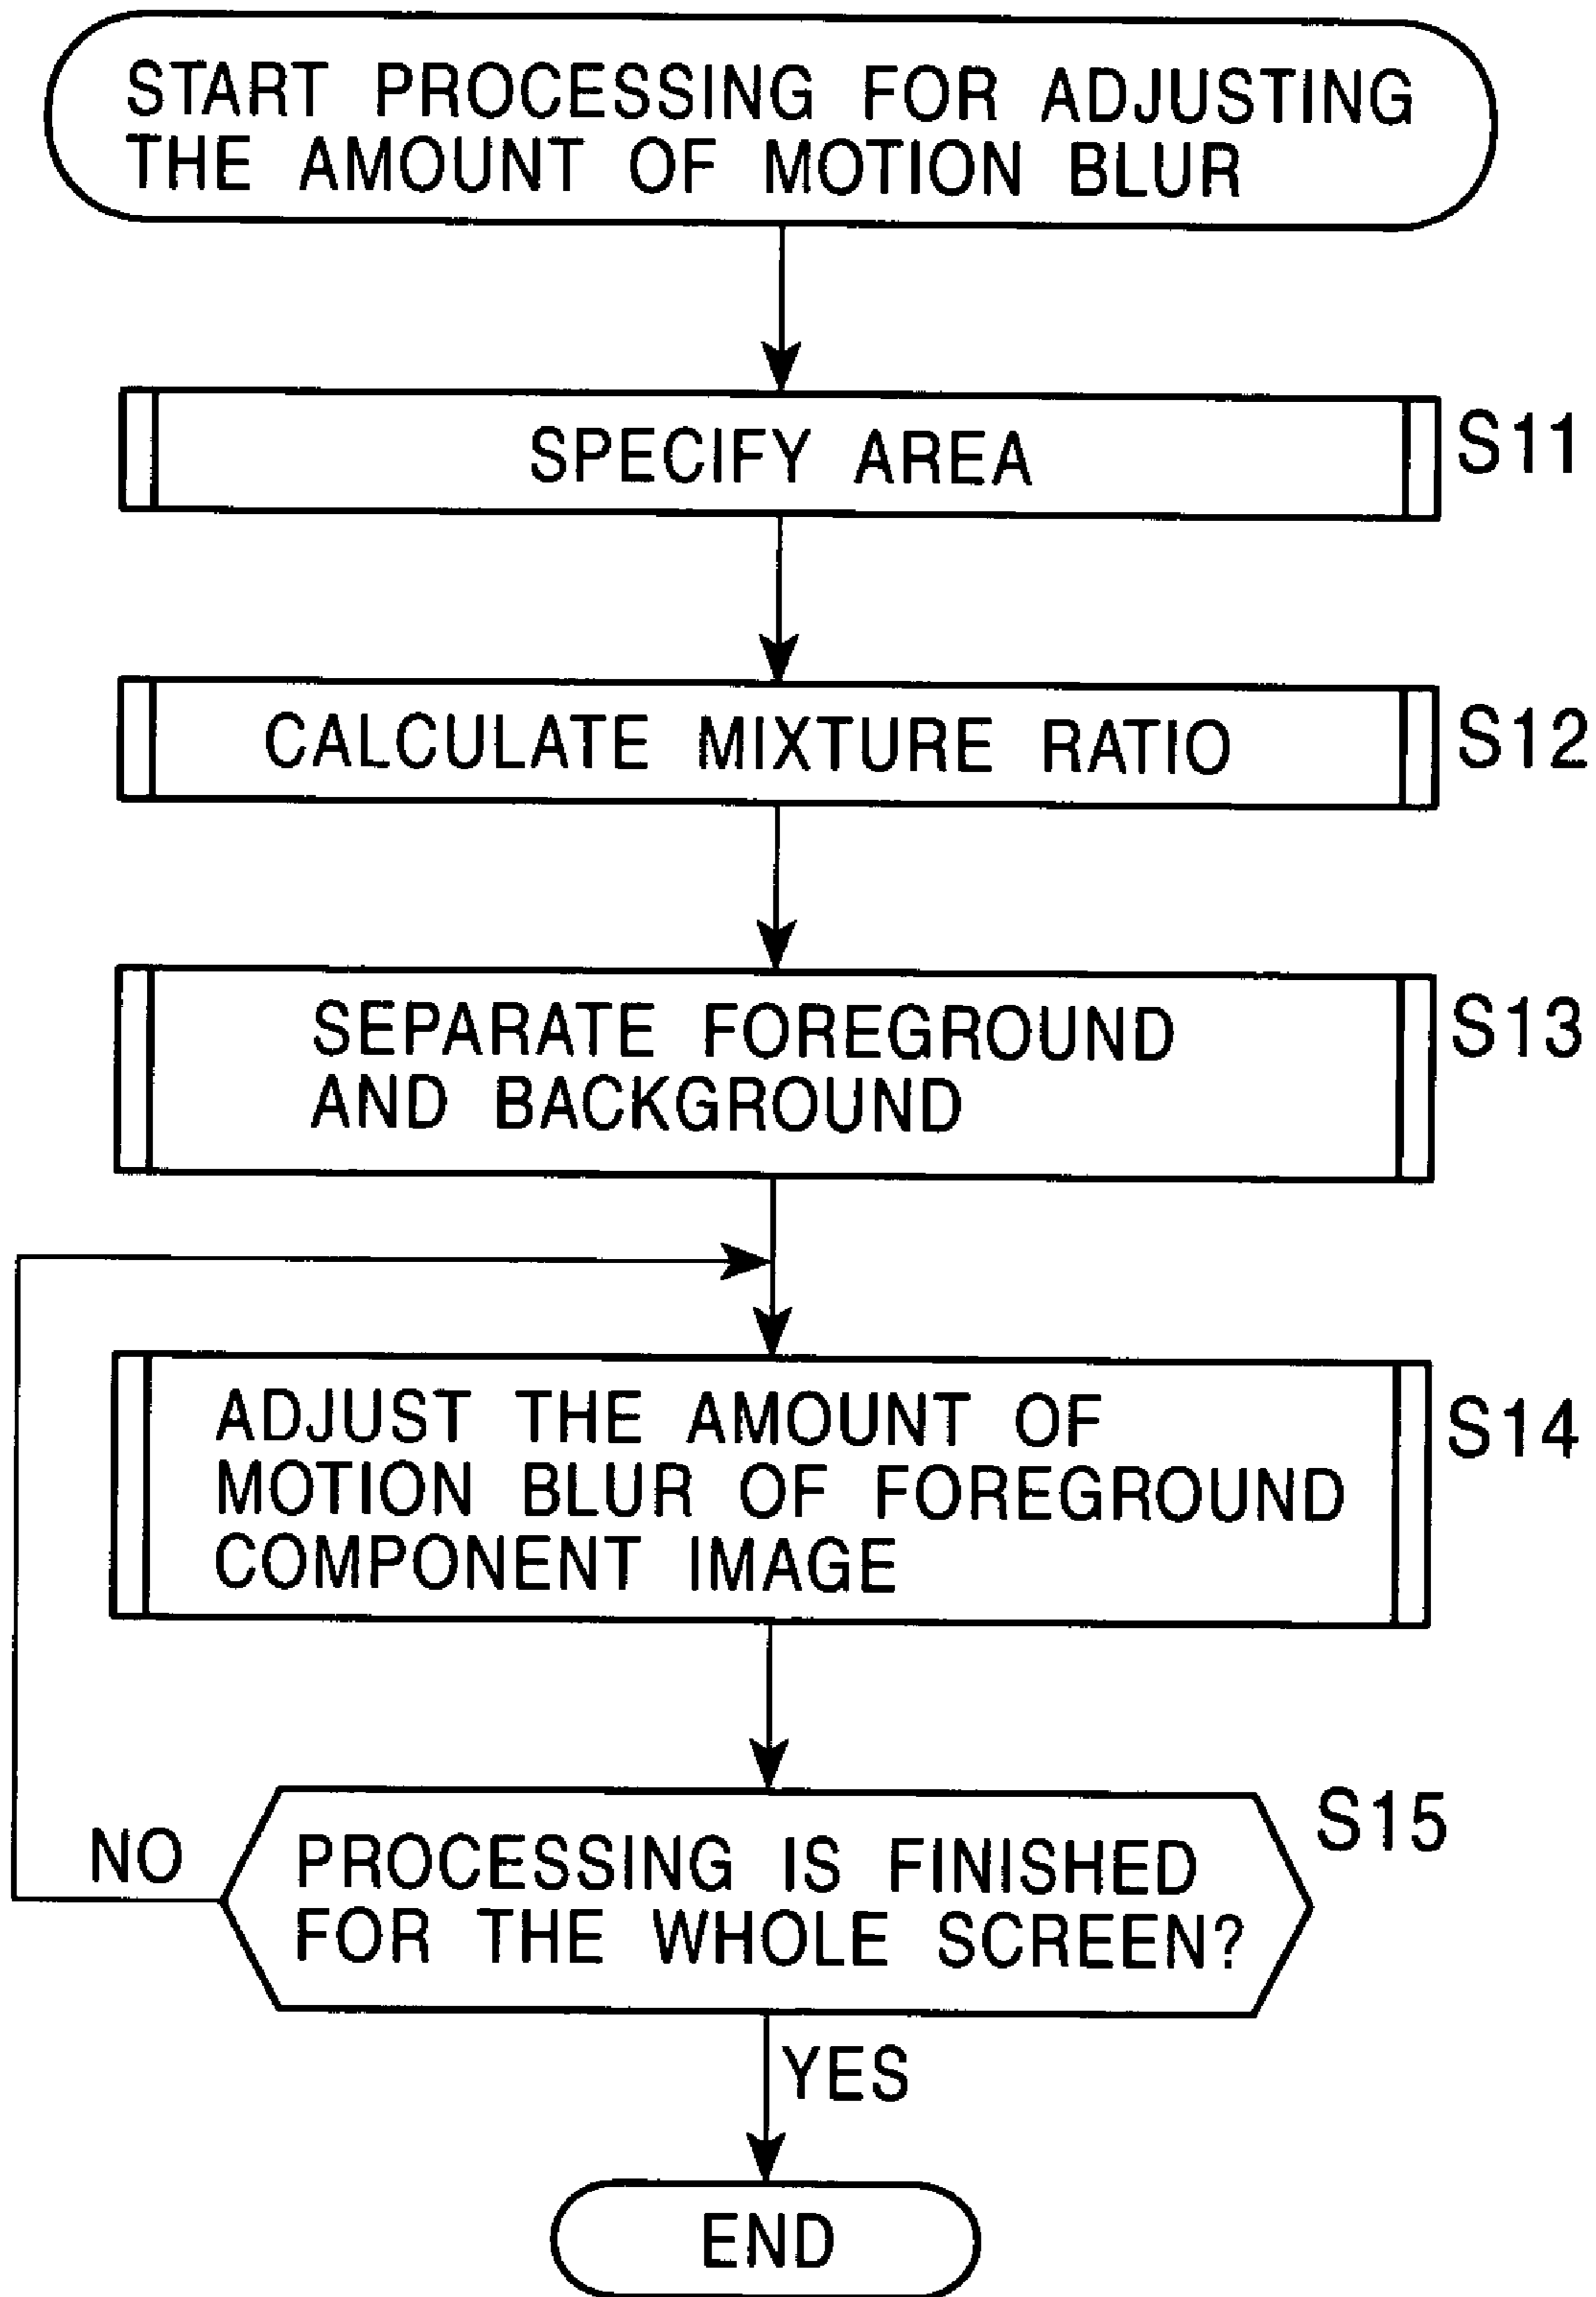 START PROCESSING FOR ADJUSTING
THE AMOUNT OF MOTION BLUR
SPECIFY AREA
S11
CALCULATE MIXTURE RATIO
S12
SEPARATE FOREGROUND
AND BACKGROUND
S13
ADJUST THE AMOUNT OF
MOTION BLUR OF FOREGROUND
COMPONENT IMAGE
S14
PROCESSING IS FINISHED
FOR THE WHOLE SCREEN?
S15
NO
YES
END